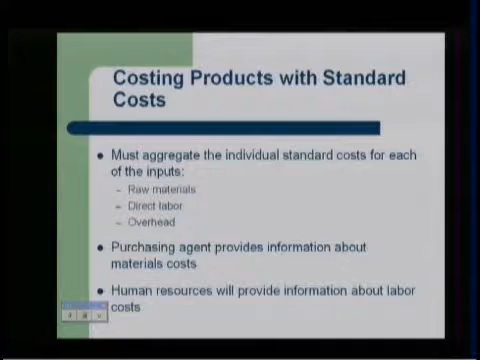 Costing Products with Standard
Costs
• Must aggregate the individual standard costs for each
of the inputs:
– Raw materials
– Direct labor
– Overhead
• Purchasing agent provides information about
materials costs
• Human resources will provide information about labor
costs